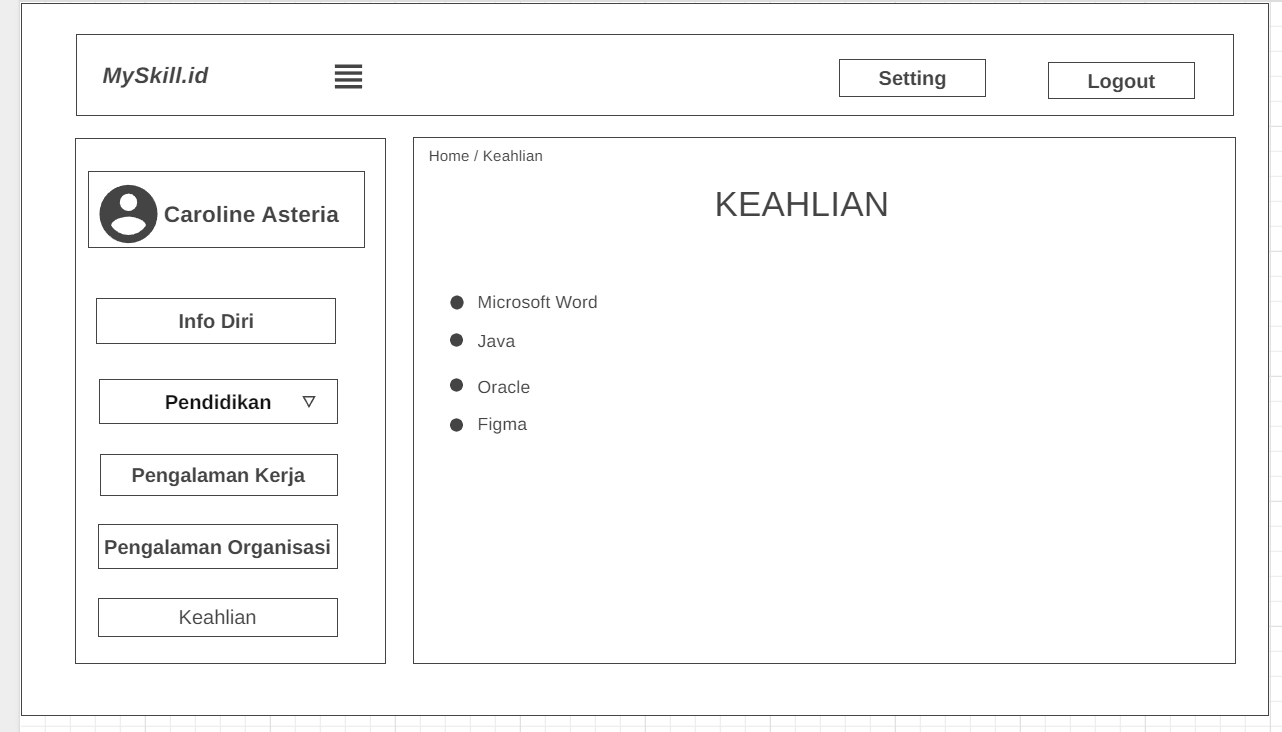 MySkill.id
Setting
Logout
Caroline Asteria
Info Diri
Pendidikan
Pengalaman Kerja
Pengalaman Organisasi
Keahlian
Home / Keahlian
KEAHLIAN
Microsoft Word
Java
Oracle
Figma